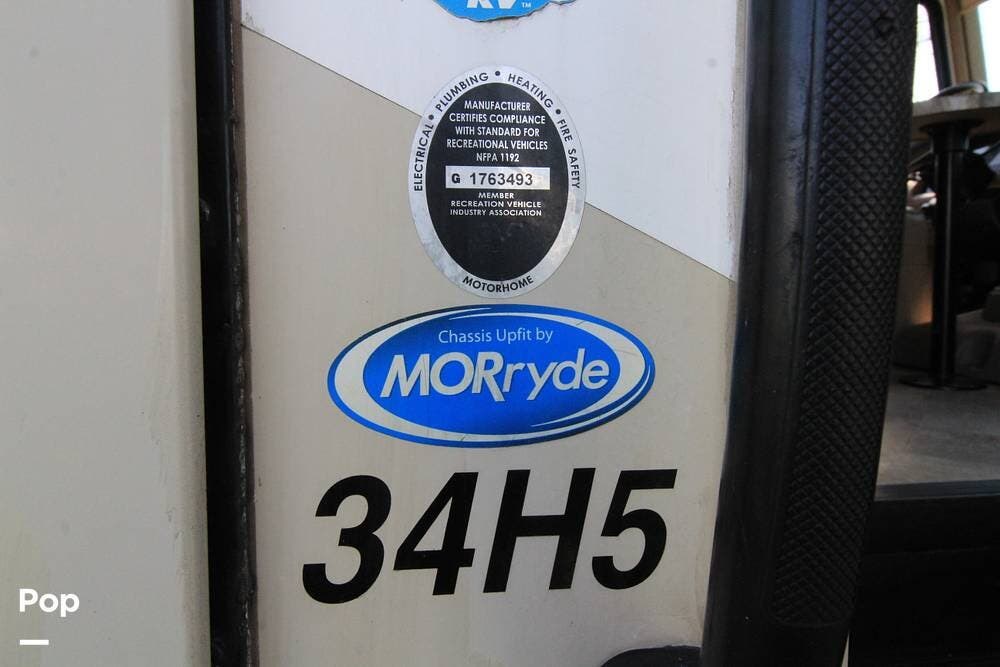 RV™
ELECTRICAL • PLUMBING • HEATING • FIRE SAFETY
MANUFACTURER
CERTIFIES COMPLIANCE
WITH STANDARD FOR
RECREATIONAL VEHICLES
NFPA 1192
G 1763493
MEMBER
RECREATION VEHICLE
INDUSTRY ASSOCIATION
MOTORHOME
Chassis Upfit by
MORryde
34H5
Pop